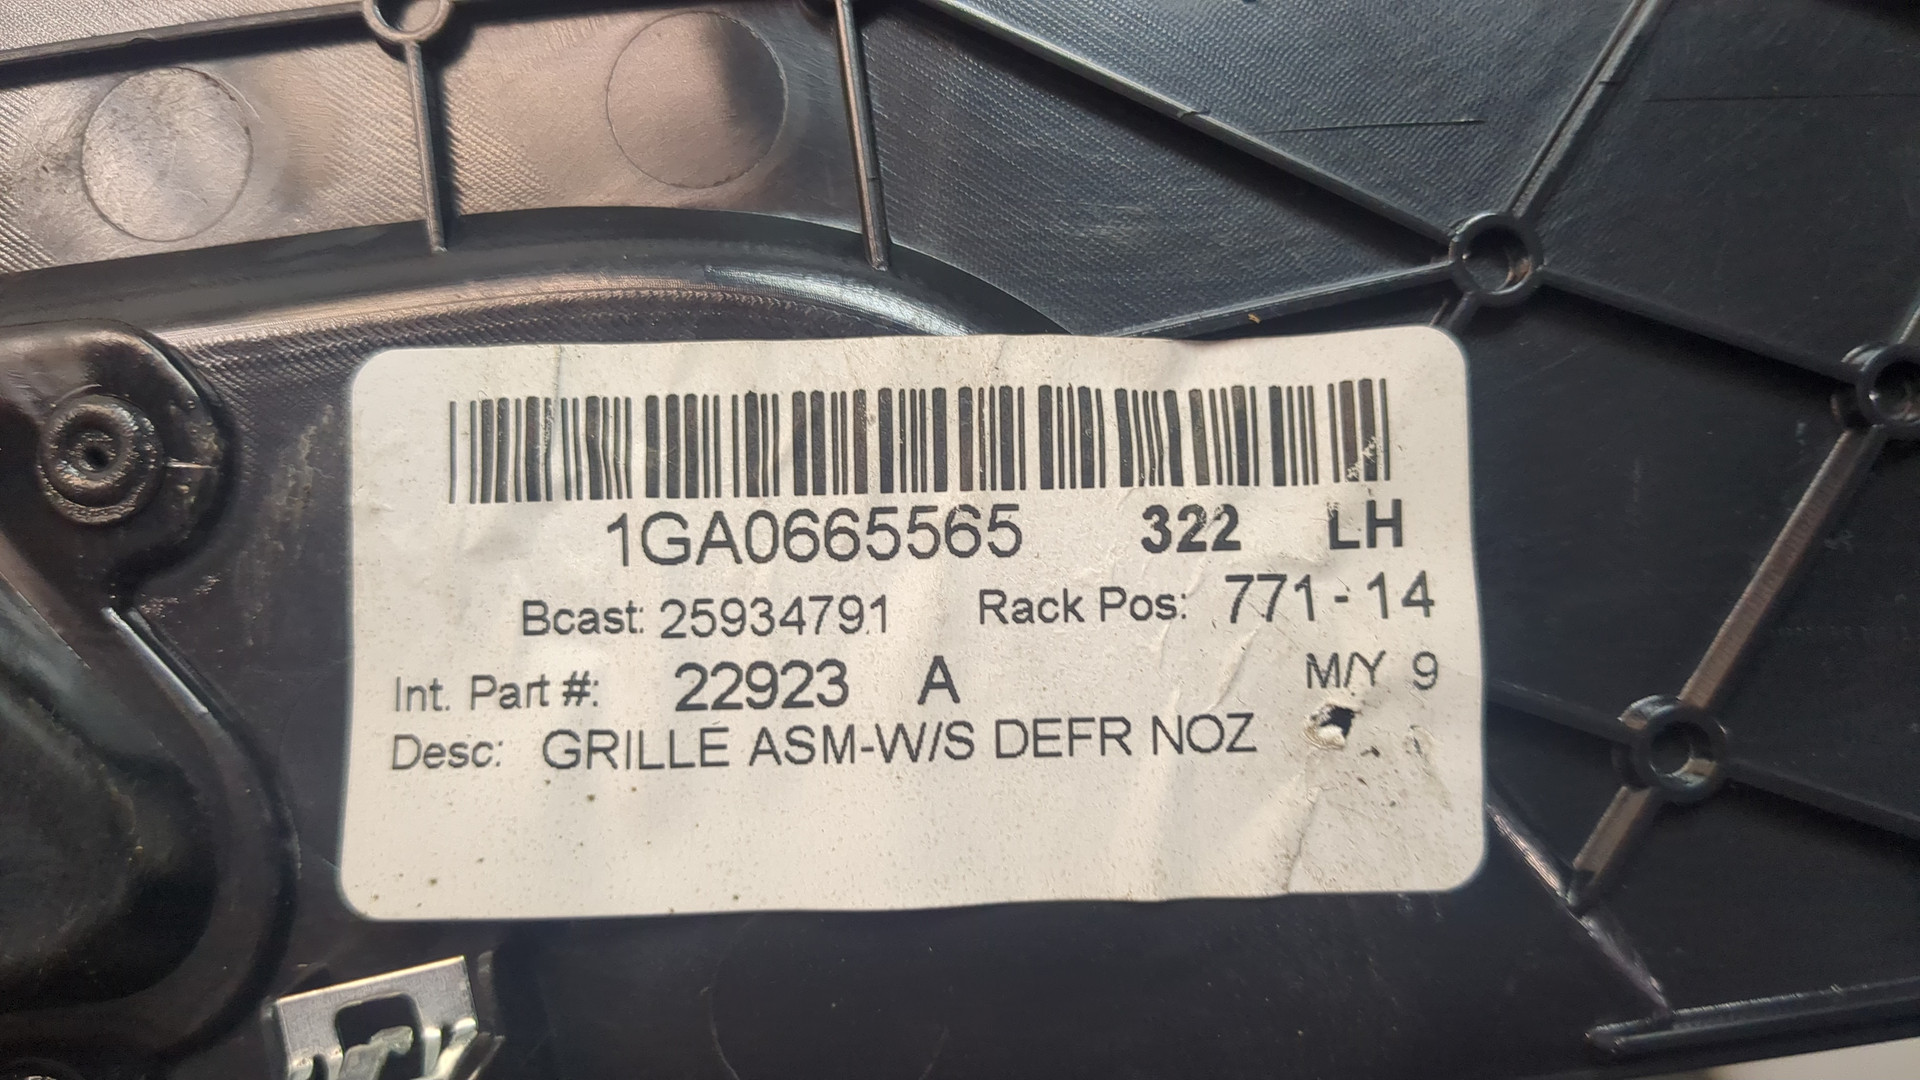 1GA0665565 322 LH
Bcast: 25934791 Rack Pos: 771-14
Int. Part #: 22923 A M/Y 9
Desc: GRILLE ASM-W/S DEFR NOZ